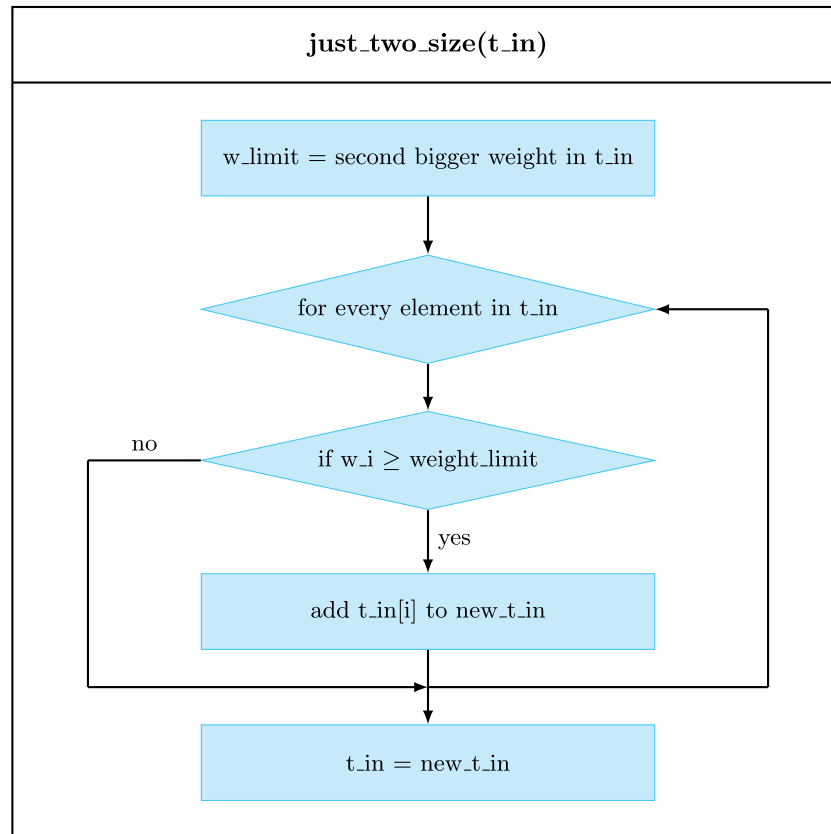 just_two_size(t_in)
w_limit = second bigger weight in t_in
for every element in t_in
if w_i ≥ weight_limit
no
yes
add t_in[i] to new_t_in
t_in = new_t_in